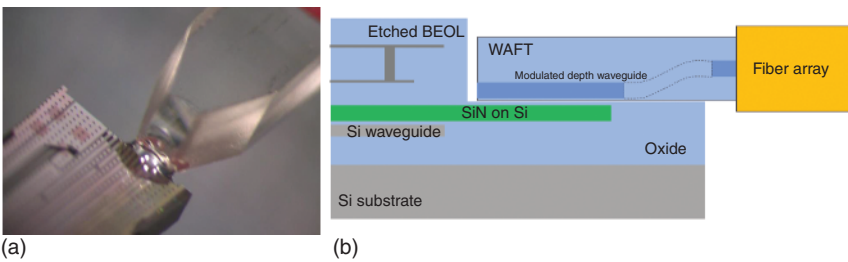 Etched BEOL
WAFT
Modulated depth waveguide
Fiber array
SiN on Si
Si waveguide
Oxide
Si substrate
(a)
(b)